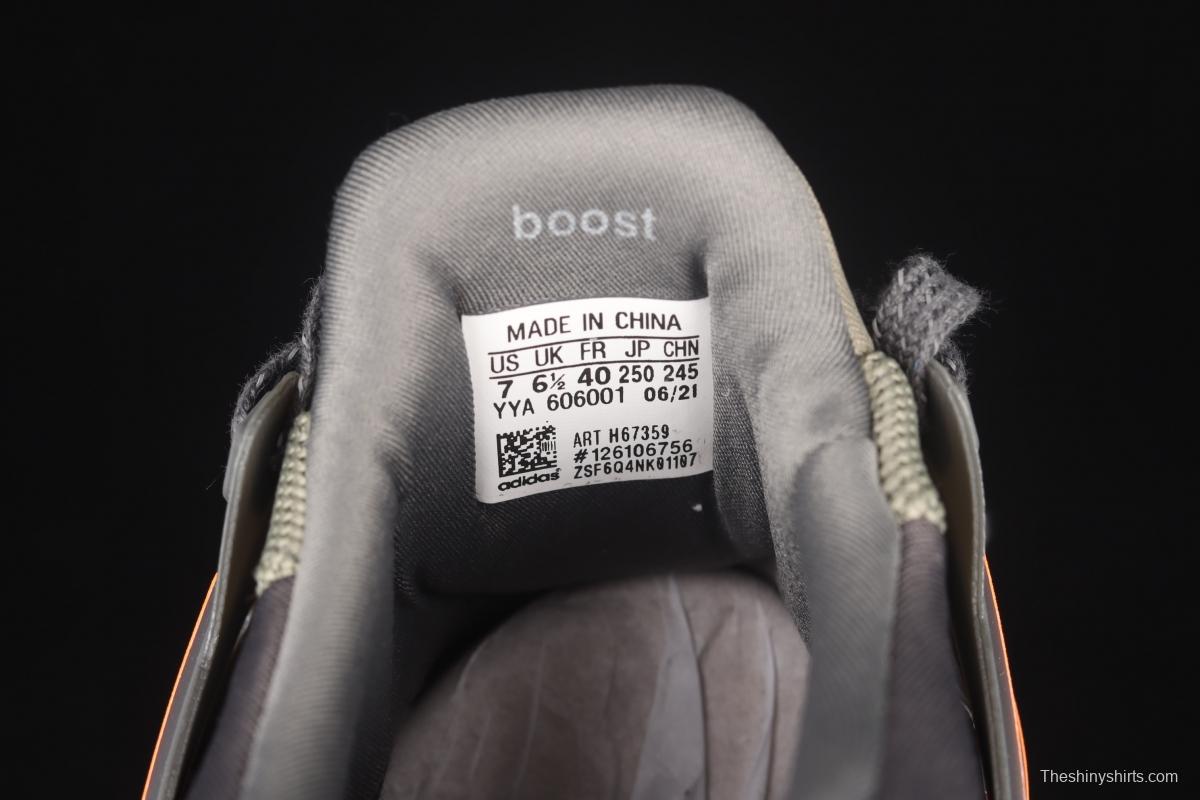 boost
MADE IN CHINA
US UK FR JP CHN
7 6½ 40 250 245
YYA 606001 06/21
ART H67359
#126106756
ZSF6Q4NK01107
adidas
Theshinyshirts.com